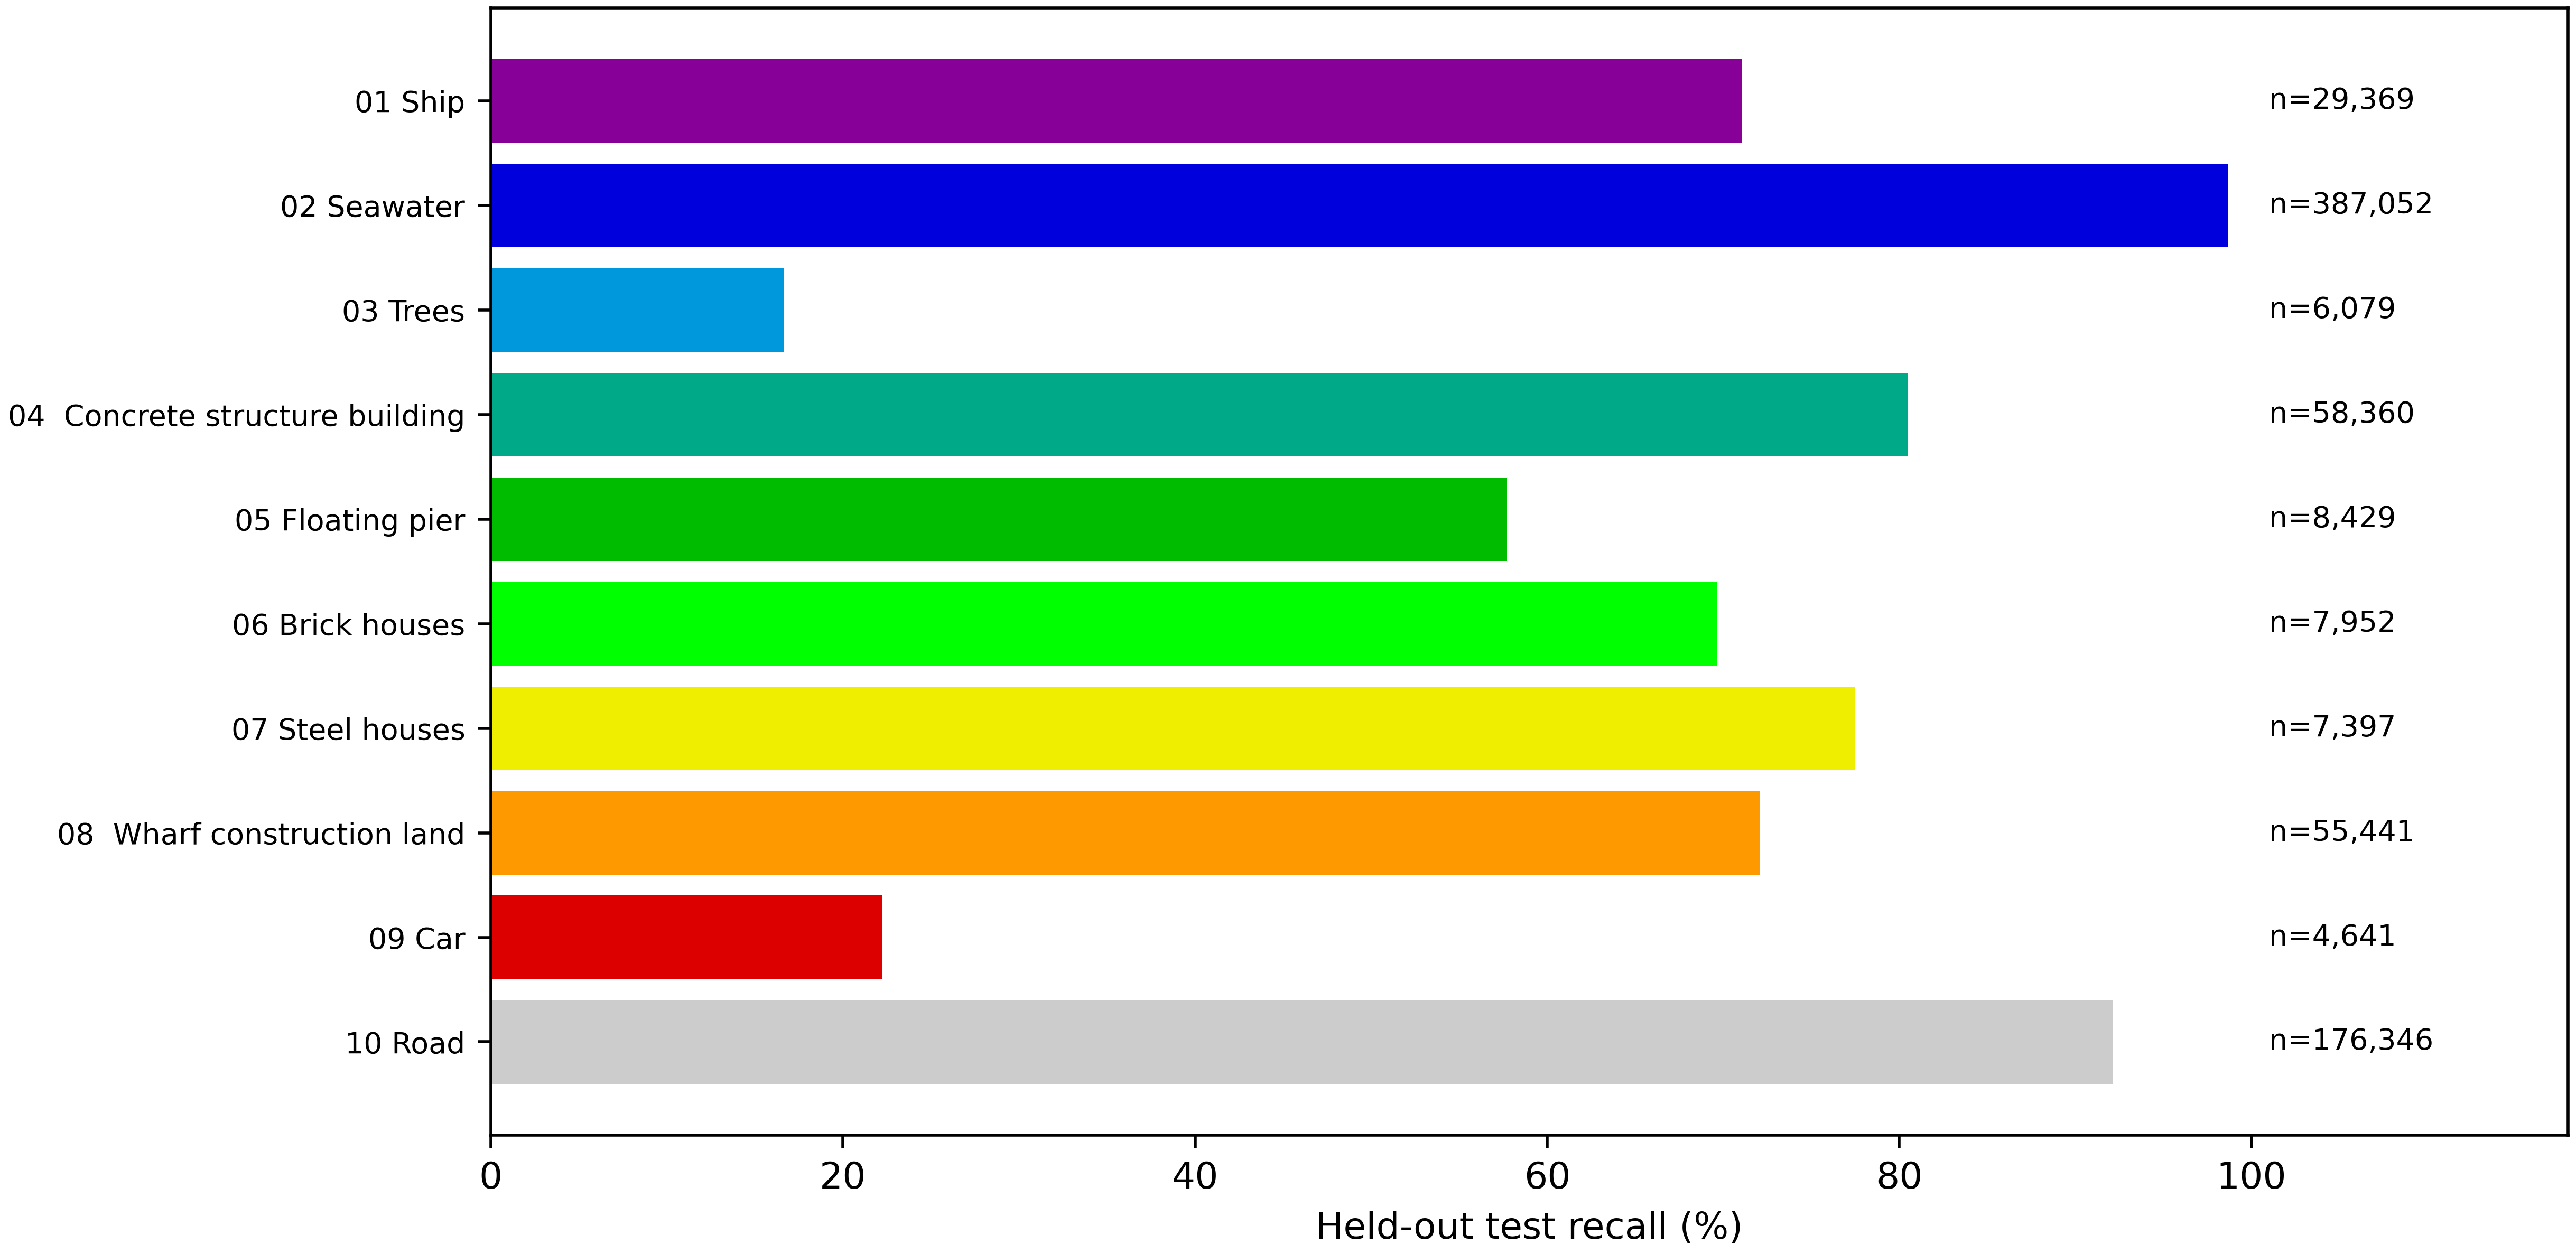 01 Ship n=29,369
02 Seawater n=387,052
03 Trees n=6,079
04  Concrete structure building n=58,360
05 Floating pier n=8,429
06 Brick houses n=7,952
07 Steel houses n=7,397
08  Wharf construction land n=55,441
09 Car n=4,641
10 Road n=176,346
0 20 40 60 80 100
Held-out test recall (%)